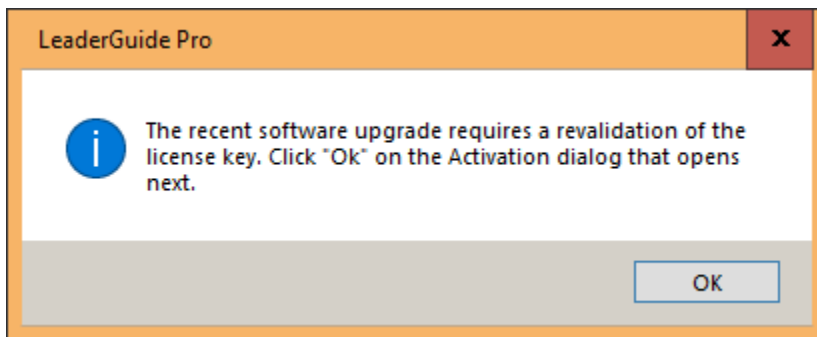 LeaderGuide Pro
x
i
The recent software upgrade requires a revalidation of the
license key. Click "Ok" on the Activation dialog that opens
next.
OK